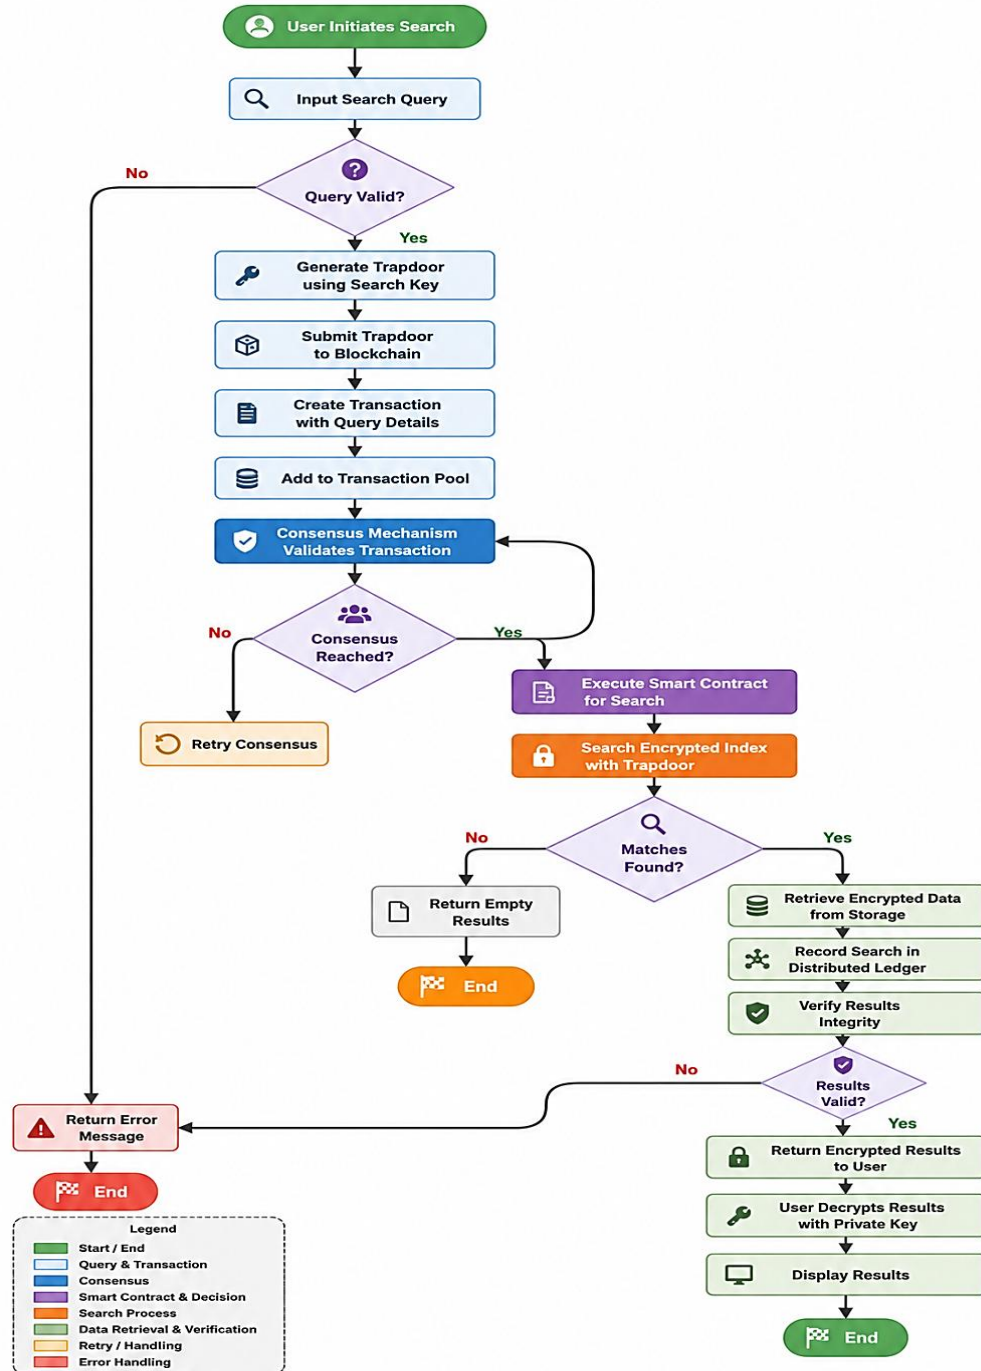 User Initiates Search
Input Search Query
?
Query Valid?
No
Yes
Generate Trapdoor
using Search Key
Submit Trapdoor
to Blockchain
Create Transaction
with Query Details
Add to Transaction Pool
Consensus Mechanism
Validates Transaction
Consensus
Reached?
No
Yes
Retry Consensus
Execute Smart Contract
for Search
Search Encrypted Index
with Trapdoor
Matches
Found?
No
Yes
Return Empty
Results
End
Retrieve Encrypted Data
from Storage
Record Search in
Distributed Ledger
Verify Results
Integrity
Results
Valid?
No
Yes
Return Error
Message
End
Return Encrypted Results
to User
User Decrypts Results
with Private Key
Display Results
End
Legend
Start / End
Query & Transaction
Consensus
Smart Contract & Decision
Search Process
Data Retrieval & Verification
Retry / Handling
Error Handling